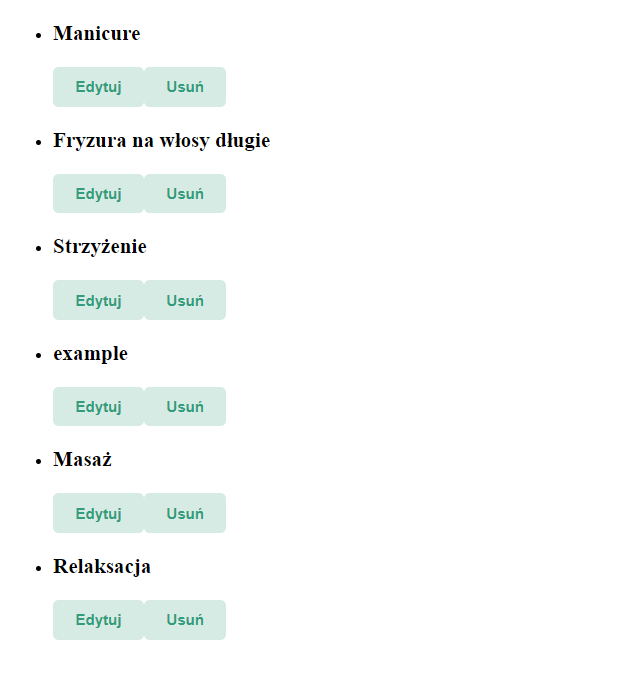 Manicure
Edytuj Usuń
Fryzura na włosy długie
Edytuj Usuń
Strzyżenie
Edytuj Usuń
example
Edytuj Usuń
Masaż
Edytuj Usuń
Relaksacja
Edytuj Usuń